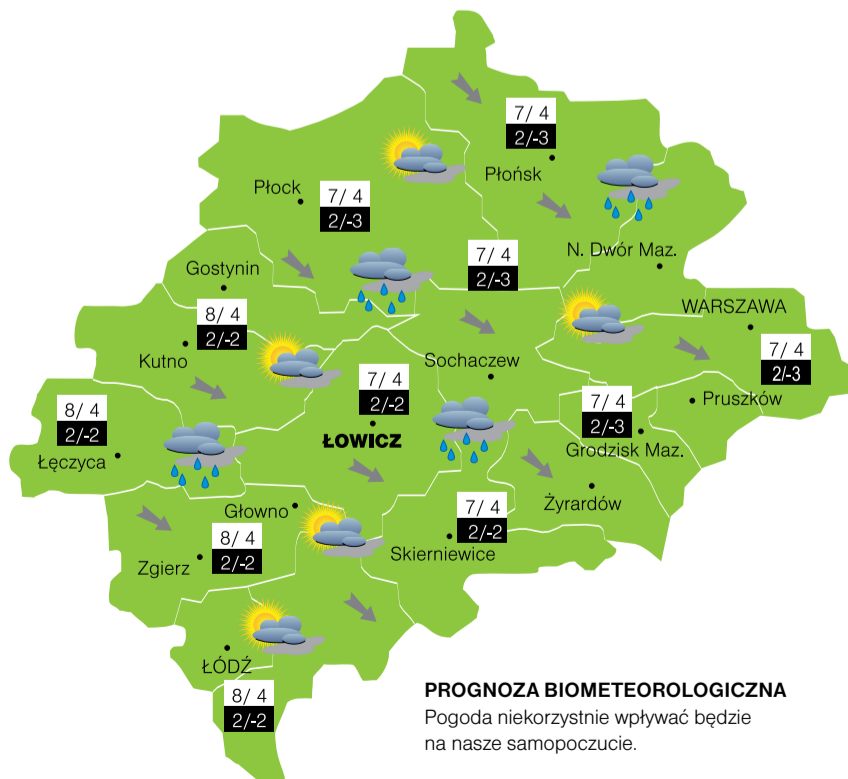 7/ 4
2/-3
Płońsk
Płock
7/ 4
2/-3
N. Dwór Maz.
7/ 4
2/-3
Gostynin
8/ 4
2/-2
WARSZAWA
7/ 4
2/-3
Kutno
Sochaczew
7/ 4
2/-2
ŁOWICZ
Pruszków
7/ 4
2/-3
Grodzisk Maz.
8/ 4
2/-2
Łęczyca
Żyrardów
Głowno
7/ 4
2/-2
Skierniewice
8/ 4
2/-2
Zgierz
ŁÓDŹ
8/ 4
2/-2
PROGNOZA BIOMETEOROLOGICZNA
Pogoda niekorzystnie wpływać będzie
na nasze samopoczucie.